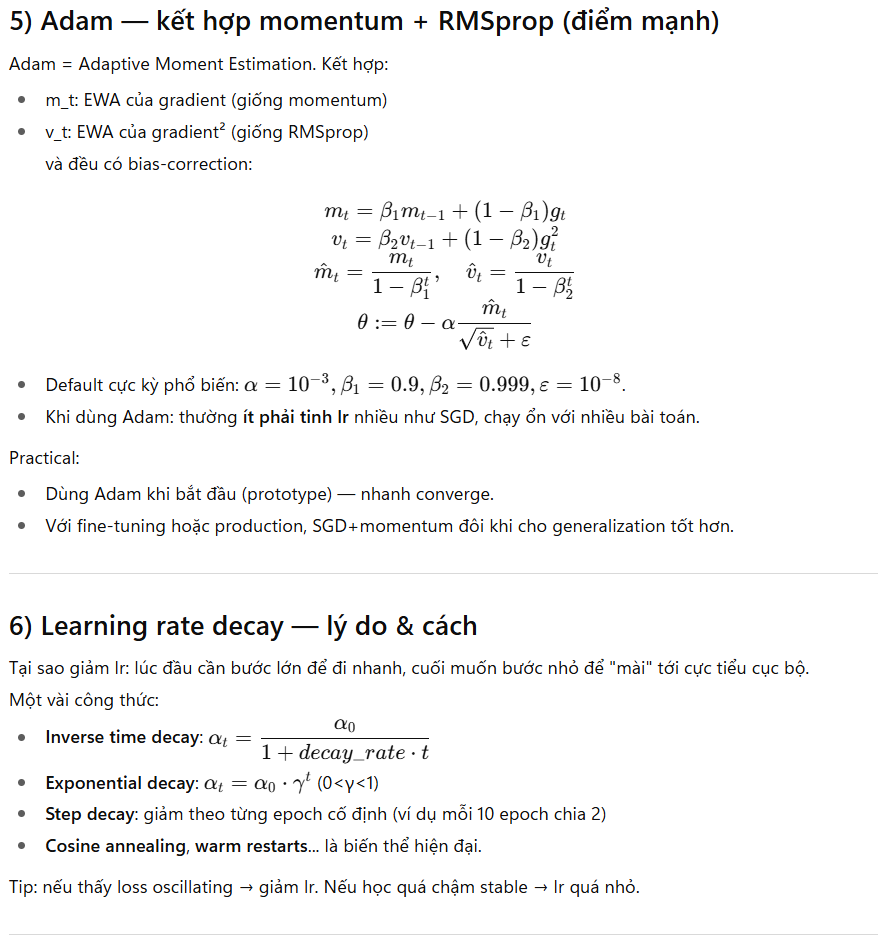 5) Adam — kết hợp momentum + RMSprop (điểm mạnh)
Adam = Adaptive Moment Estimation. Kết hợp:
• m_t: EWA của gradient (giống momentum)
• v_t: EWA của gradient² (giống RMSprop)
và đều có bias-correction:
m_t = β_1 m_{t−1} + (1 − β_1)g_t
v_t = β_2 v_{t−1} + (1 − β_2)g_t^2
m̂_t = \frac{m_t}{1 − β_1^t}, v̂_t = \frac{v_t}{1 − β_2^t}
θ := θ − α \frac{m̂_t}{\sqrt{v̂_t} + ε}
• Default cực kỳ phổ biến: α = 10^{−3}, β_1 = 0.9, β_2 = 0.999, ε = 10^{−8}.
• Khi dùng Adam: thường ít phải tinh lr nhiều như SGD, chạy ổn với nhiều bài toán.
Practical:
• Dùng Adam khi bắt đầu (prototype) — nhanh converge.
• Với fine-tuning hoặc production, SGD+momentum đôi khi cho generalization tốt hơn.
6) Learning rate decay — lý do & cách
Tại sao giảm lr: lúc đầu cần bước lớn để đi nhanh, cuối muốn bước nhỏ để "mài" tới cực tiểu cục bộ.
Một vài công thức:
• Inverse time decay: α_t = \frac{α_0}{1 + decay_rate · t}
• Exponential decay: α_t = α_0 · γ^t (0<γ<1)
• Step decay: giảm theo từng epoch cố định (ví dụ mỗi 10 epoch chia 2)
• Cosine annealing, warm restarts... là biến thể hiện đại.
Tip: nếu thấy loss oscillating → giảm lr. Nếu học quá chậm stable → lr quá nhỏ.